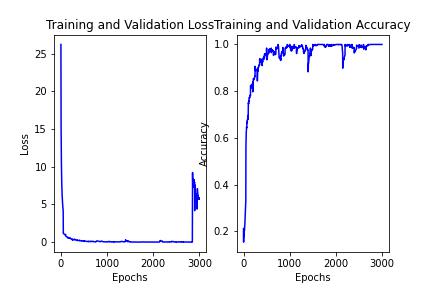 Training and Validation Loss
Training and Validation Accuracy
25
20
15
10
5
0
Loss
0 1000 2000 3000
Epochs
1.0
0.8
0.6
0.4
0.2
Accuracy
0 1000 2000 3000
Epochs